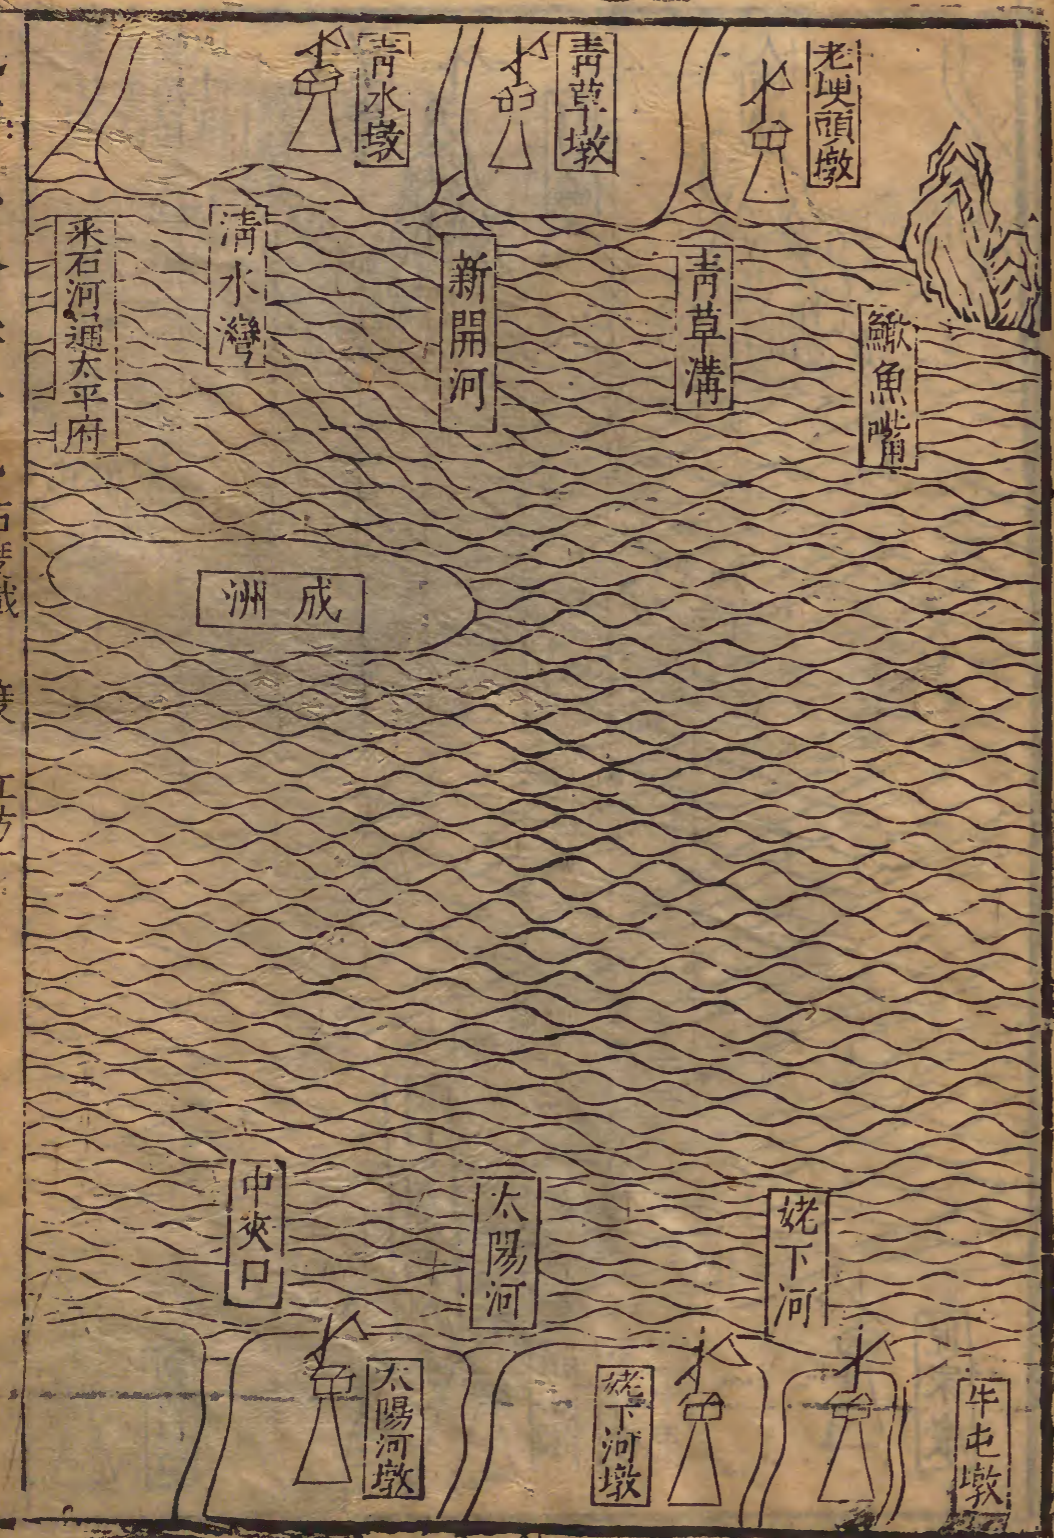 老㙪頭墩
青草墩
青水墩
鰍魚嘴
青草溝
新開河
清水灣
采石河通太平府
成洲
姥下河
太陽河
中夾口
牛屯墩
姥下河墩
太陽河墩